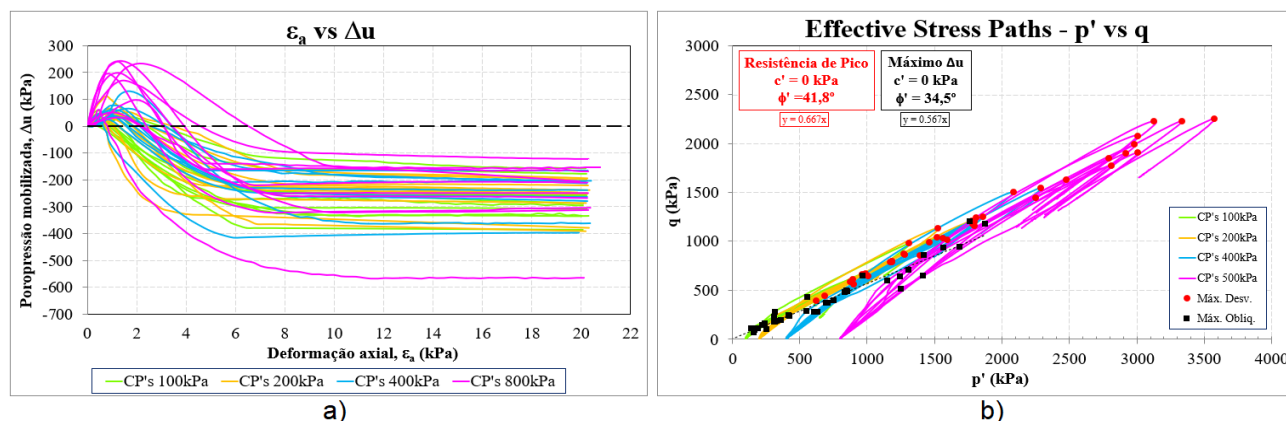 εa vs Δu
Poropressão mobilizada, Δu (kPa)
300
200
100
0
-100
-200
-300
-400
-500
-600
-700
0 2 4 6 8 10 12 14 16 18 20 22
Deformação axial, εa (kPa)
CP's 100kPa CP's 200kPa CP's 400kPa CP's 800kPa
a)
Effective Stress Paths - p' vs q
q (kPa)
3000
2500
2000
1500
1000
500
0
Resistência de Pico
c' = 0 kPa
ϕ' =41,8º
y = 0.667x
Máximo Δu
c' = 0 kPa
ϕ' = 34,5º
y = 0.567x
CP's 100kPa
CP's 200kPa
CP's 400kPa
CP's 500kPa
Máx. Desv.
Máx. Obliq.
0 500 1000 1500 2000 2500 3000 3500 4000
p' (kPa)
b)